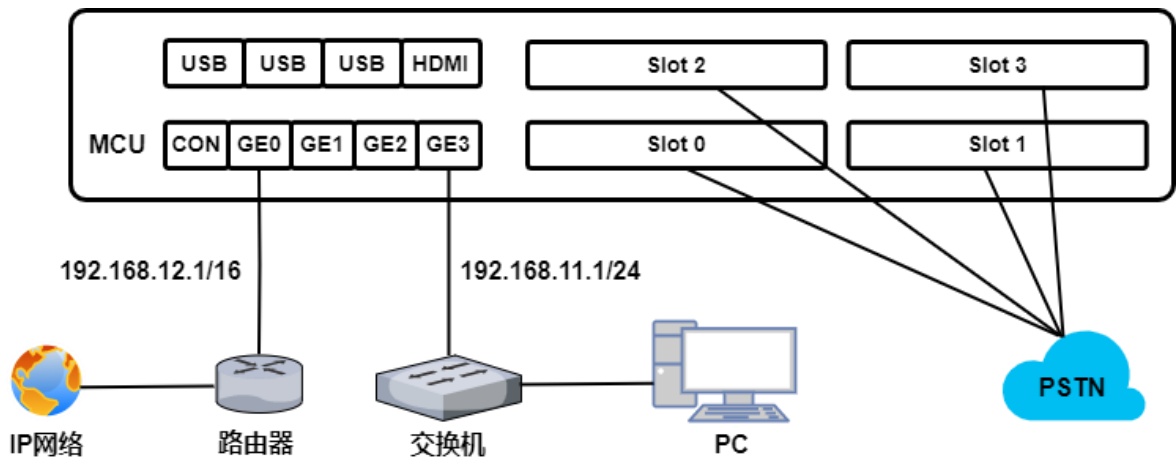 USB USB USB HDMI Slot 2 Slot 3
MCU CON GE0 GE1 GE2 GE3 Slot 0 Slot 1
192.168.12.1/16 192.168.11.1/24
PSTN
IP网络 路由器 交换机 PC